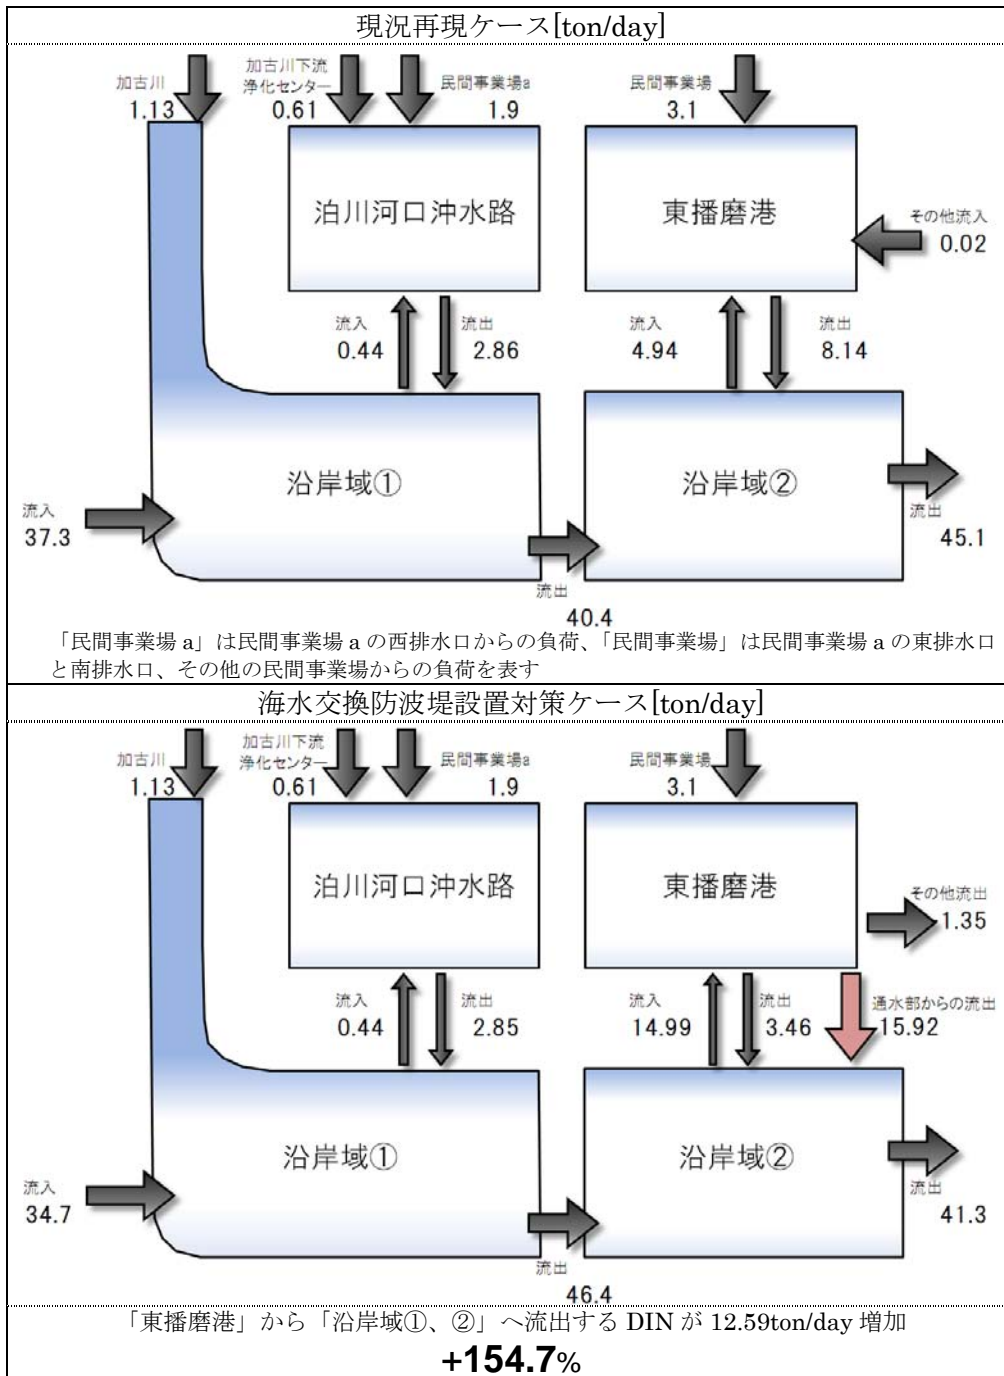 現況再現ケース[ton/day]
加古川
1.13
加古川下流
浄化センター
0.61
民間事業場a
1.9
民間事業場
3.1
泊川河口沖水路
東播磨港
その他流入
0.02
流入
0.44
流出
2.86
流入
4.94
流出
8.14
沿岸域①
沿岸域②
流入
37.3
流出
40.4
流出
45.1
「民間事業場 a」は民間事業場 a の西排水口からの負荷、「民間事業場」は民間事業場 a の東排水口
と南排水口、その他の民間事業場からの負荷を表す
海水交換防波堤設置対策ケース[ton/day]
加古川
1.13
加古川下流
浄化センター
0.61
民間事業場a
1.9
民間事業場
3.1
泊川河口沖水路
東播磨港
その他流出
1.35
流入
0.44
流出
2.85
流入
14.99
流出
3.46
通水部からの流出
15.92
沿岸域①
沿岸域②
流入
34.7
流出
46.4
流出
41.3
「東播磨港」から「沿岸域①、②」へ流出する DIN が 12.59ton/day 増加
+154.7%